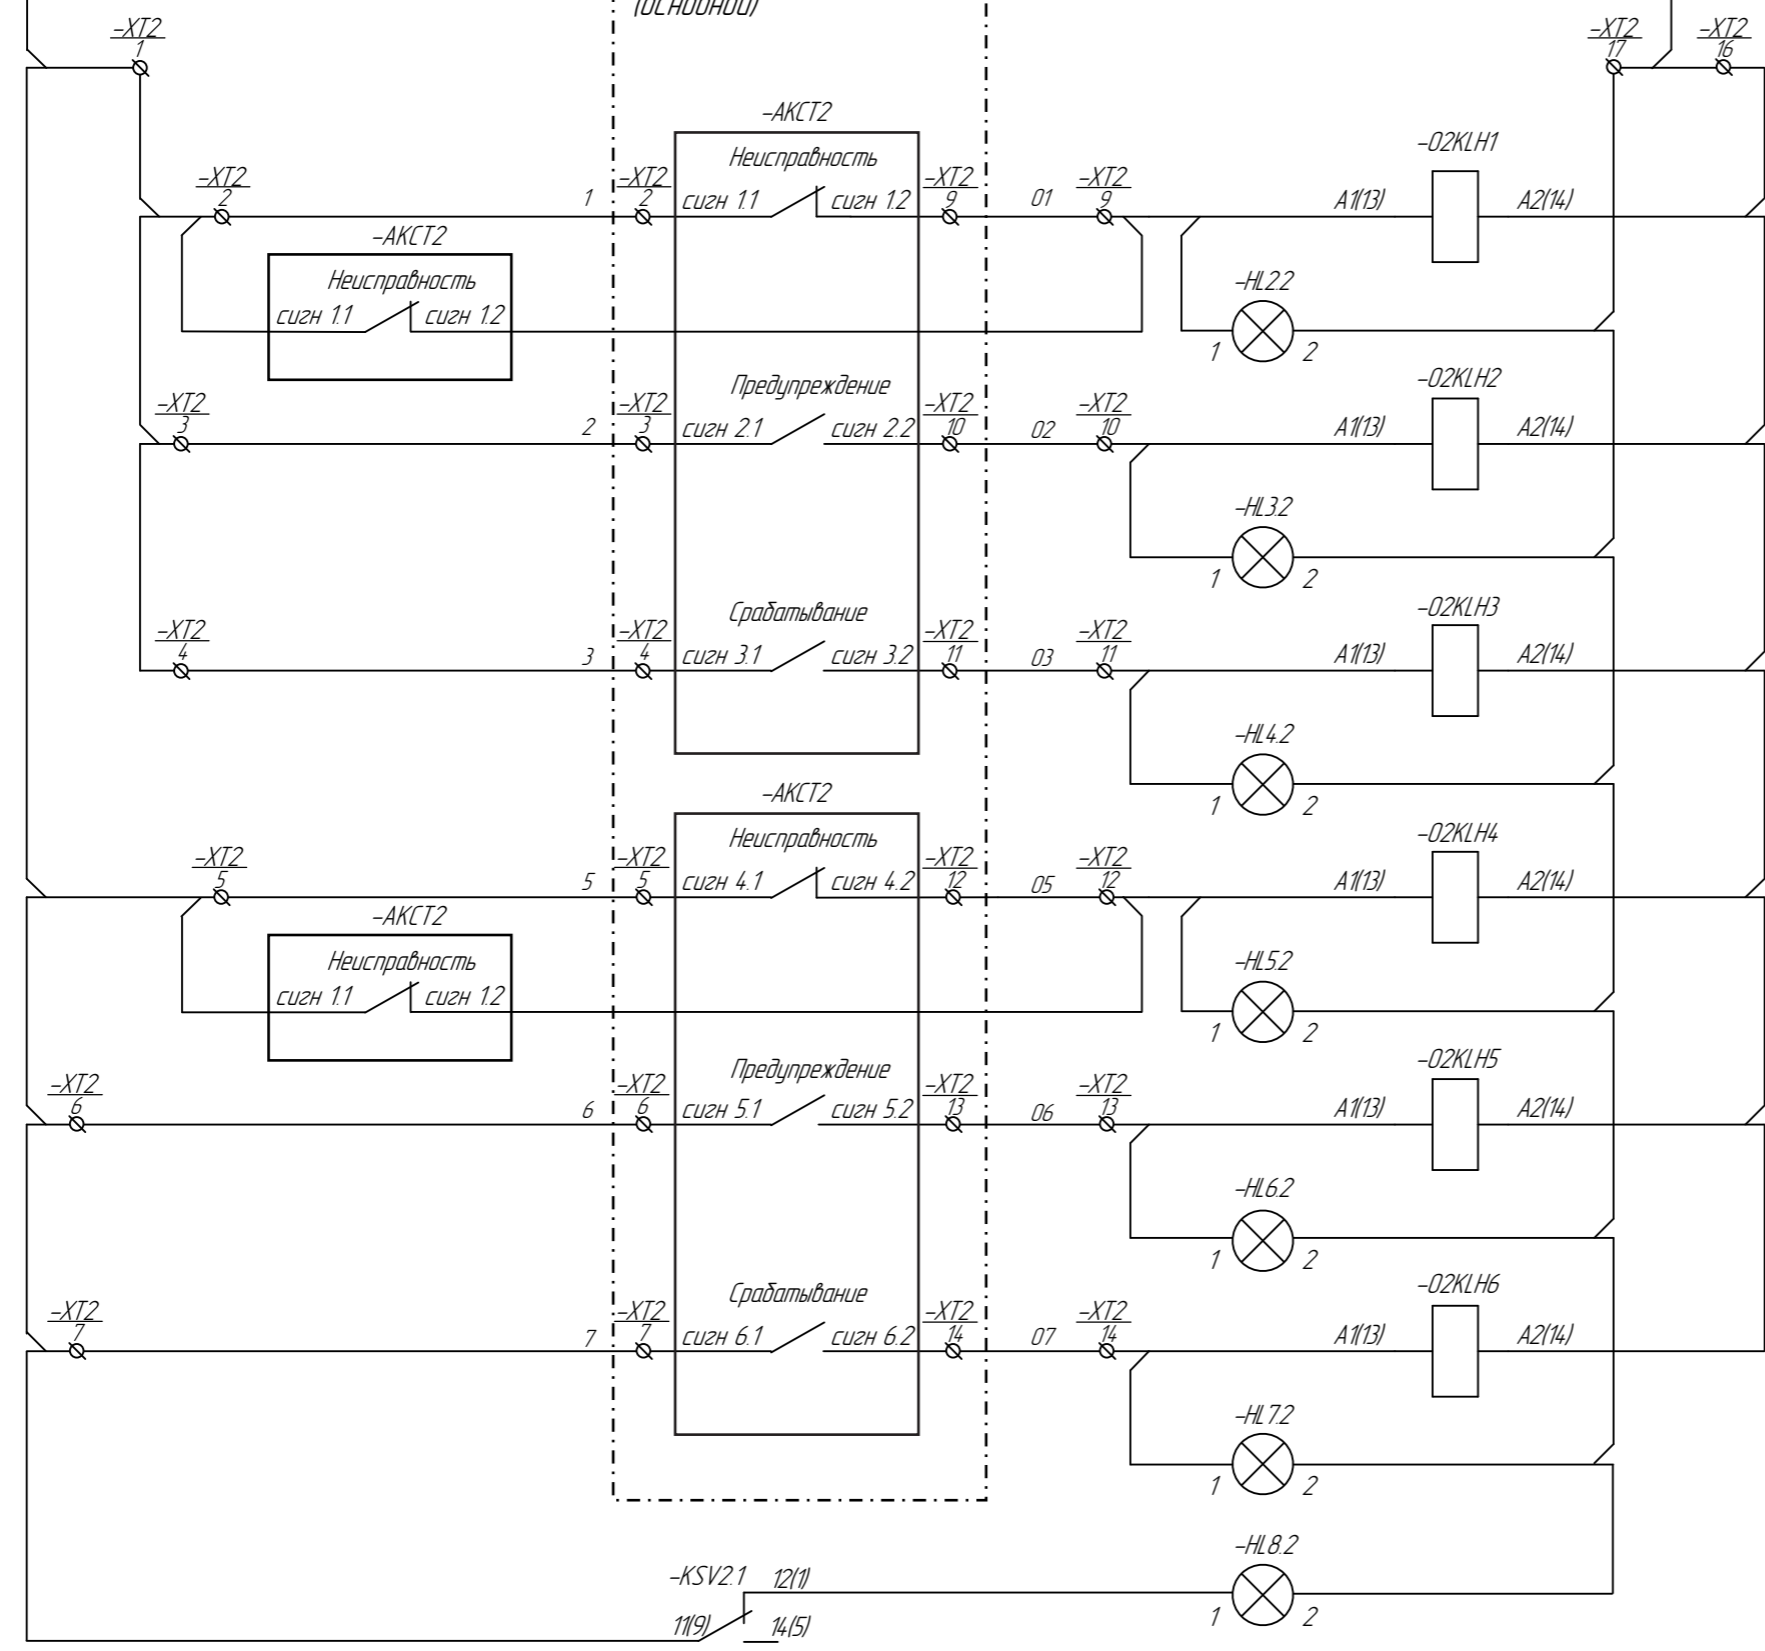 (основной)
-XT2
1
-XT2
17
-XT2
16
-АКСТ2
Неисправность
-XT2
2
1
-XT2
2
сигн 1.1
сигн 1.2
-XT2
9
01
-XT2
9
A1(13)
-02KLH1
A2(14)
-АКСТ2
Неисправность
сигн 1.1
сигн 1.2
-HL2.2
1
2
Предупреждение
-XT2
3
2
-XT2
3
сигн 2.1
сигн 2.2
-XT2
10
02
-XT2
10
A1(13)
-02KLH2
A2(14)
-HL3.2
1
2
Срабатывание
-XT2
4
3
-XT2
4
сигн 3.1
сигн 3.2
-XT2
11
03
-XT2
11
A1(13)
-02KLH3
A2(14)
-HL4.2
1
2
-АКСТ2
Неисправность
-XT2
5
5
-XT2
5
сигн 4.1
сигн 4.2
-XT2
12
05
-XT2
12
A1(13)
-02KLH4
A2(14)
-АКСТ2
Неисправность
сигн 1.1
сигн 1.2
-HL5.2
1
2
Предупреждение
-XT2
6
6
-XT2
6
сигн 5.1
сигн 5.2
-XT2
13
06
-XT2
13
A1(13)
-02KLH5
A2(14)
-HL6.2
1
2
Срабатывание
-XT2
7
7
-XT2
7
сигн 6.1
сигн 6.2
-XT2
14
07
-XT2
14
A1(13)
-02KLH6
A2(14)
-HL7.2
1
2
-KSV2.1
12(1)
11(9)
14(5)
-HL8.2
1
2